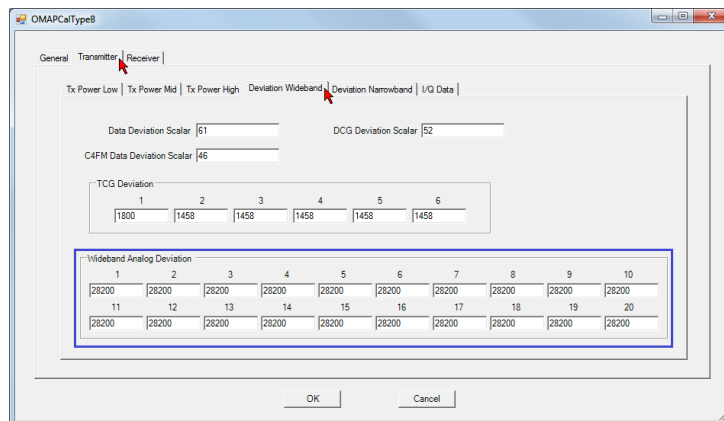 OMAPCalTypeB
General Transmitter Receiver
Tx Power Low Tx Power Mid Tx Power High Deviation Wideband Deviation Narrowband I/Q Data
Data Deviation Scalar 61 DCG Deviation Scalar 52
C4FM Data Deviation Scalar 46
TCG Deviation
1 2 3 4 5 6
1800 1458 1458 1458 1458 1458
Wideband Analog Deviation
1 2 3 4 5 6 7 8 9 10
28200 28200 28200 28200 28200 28200 28200 28200 28200 28200
11 12 13 14 15 16 17 18 19 20
28200 28200 28200 28200 28200 28200 28200 28200 28200 28200
OK Cancel